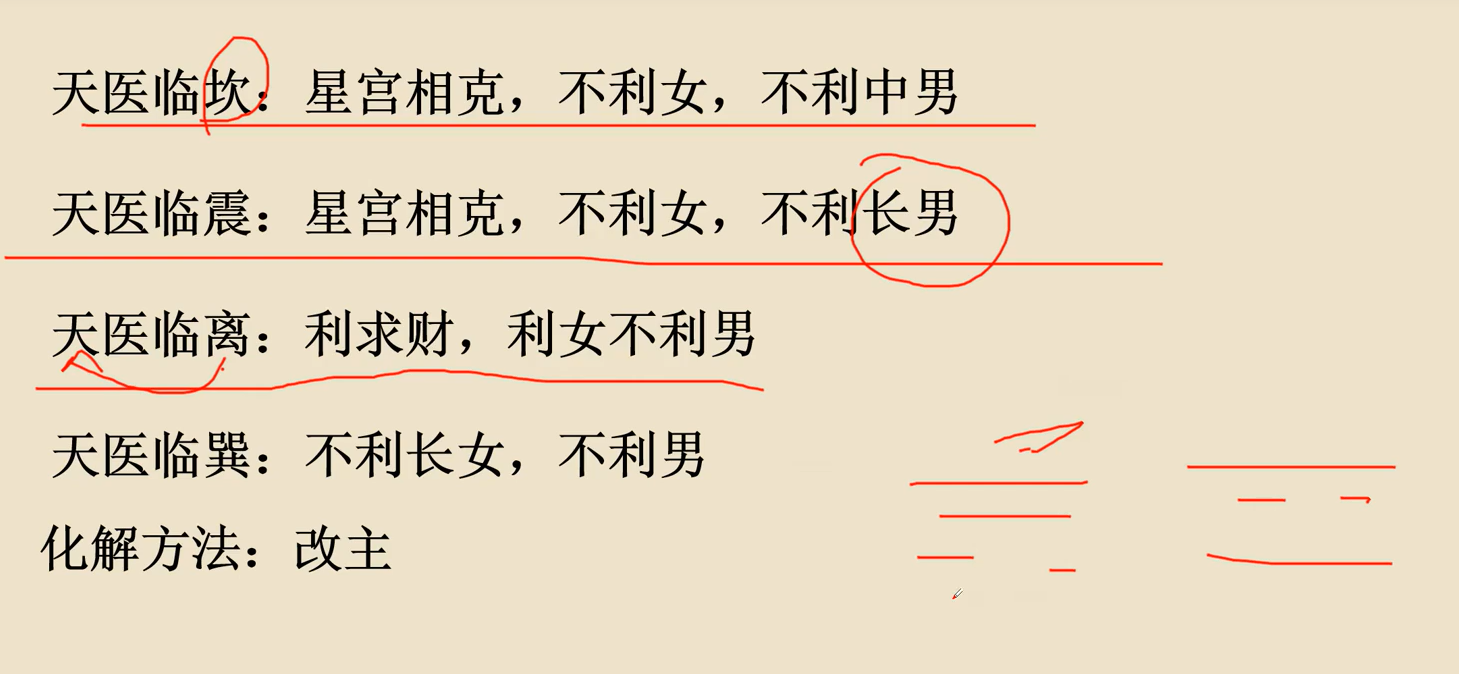 天医临坎：星宫相克，不利女，不利中男
天医临震：星宫相克，不利女，不利长男
天医临离：利求财，利女不利男
天医临巽：不利长女，不利男
化解方法：改主